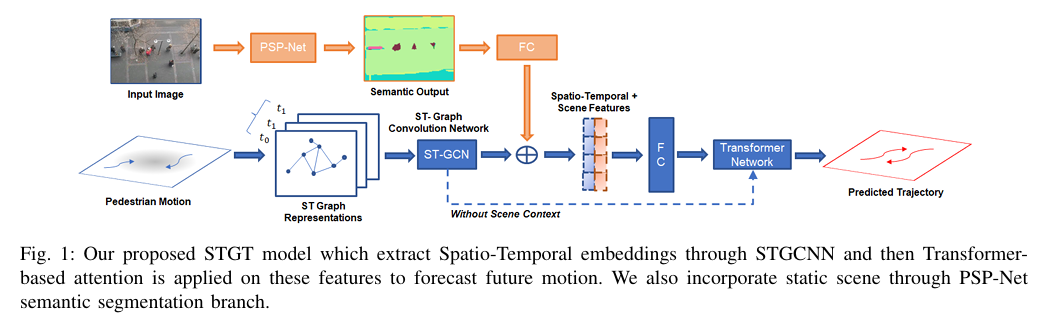 PSP-Net
FC
Input Image
Semantic Output
Spatio-Temporal +
Scene Features
t1
t1
t0
ST- Graph
Convolution Network
ST-GCN
F
C
Transformer
Network
Pedestrian Motion
ST Graph
Representations
Without Scene Context
Predicted Trajectory
Fig. 1: Our proposed STGT model which extract Spatio-Temporal embeddings through STGCNN and then Transformer-
based attention is applied on these features to forecast future motion. We also incorporate static scene through PSP-Net
semantic segmentation branch.